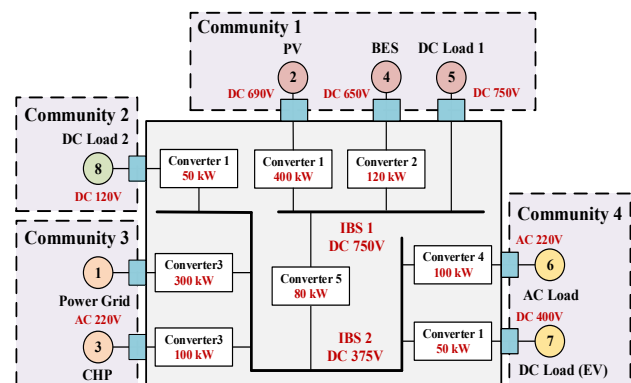 Community 1
PV
BES
DC Load 1
2
4
5
DC 690V
DC 650V
DC 750V
Community 2
DC Load 2
8
DC 120V
Converter 1
50 kW
Converter 1
400 kW
Converter 2
120 kW
Community 3
1
Power Grid
AC 220V
3
CHP
Converter3
300 kW
Converter3
100 kW
IBS 1
DC 750V
Converter 5
80 kW
IBS 2
DC 375V
Converter 4
100 kW
Converter 1
50 kW
Community 4
AC 220V
6
AC Load
DC 400V
7
DC Load (EV)